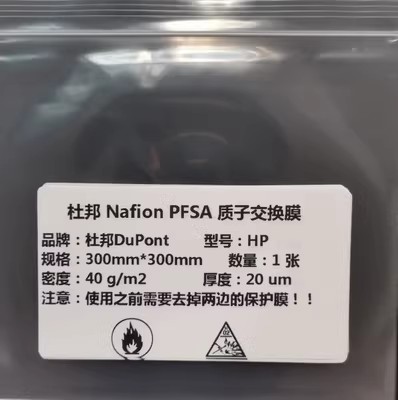 杜邦 Nafion PFSA 质子交换膜
品牌：杜邦DuPont 型号：HP
规格：300mm*300mm 数量：1 张
密度：40 g/m2 厚度：20 um
注意：使用之前需要去掉两边的保护膜！！